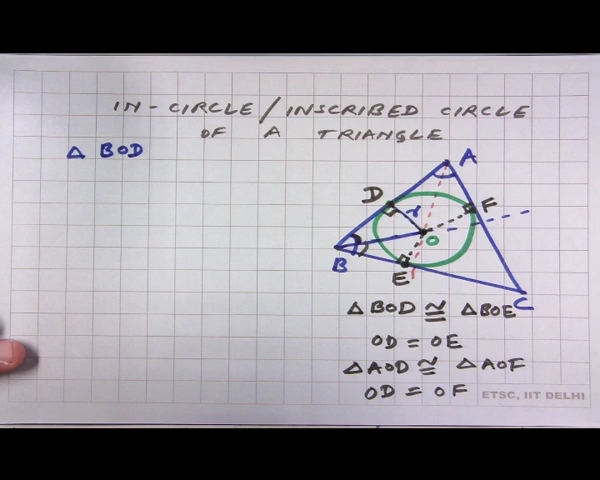 IN-CIRCLE/INSCRIBED CIRCLE
OF A TRIANGLE
△ BOD
A
D
r
F
O
B
E
C
△BOD ≅ △BOE
OD = OE
△AOD ≅ △AOF
OD = OF
ETSC, IIT DELHI